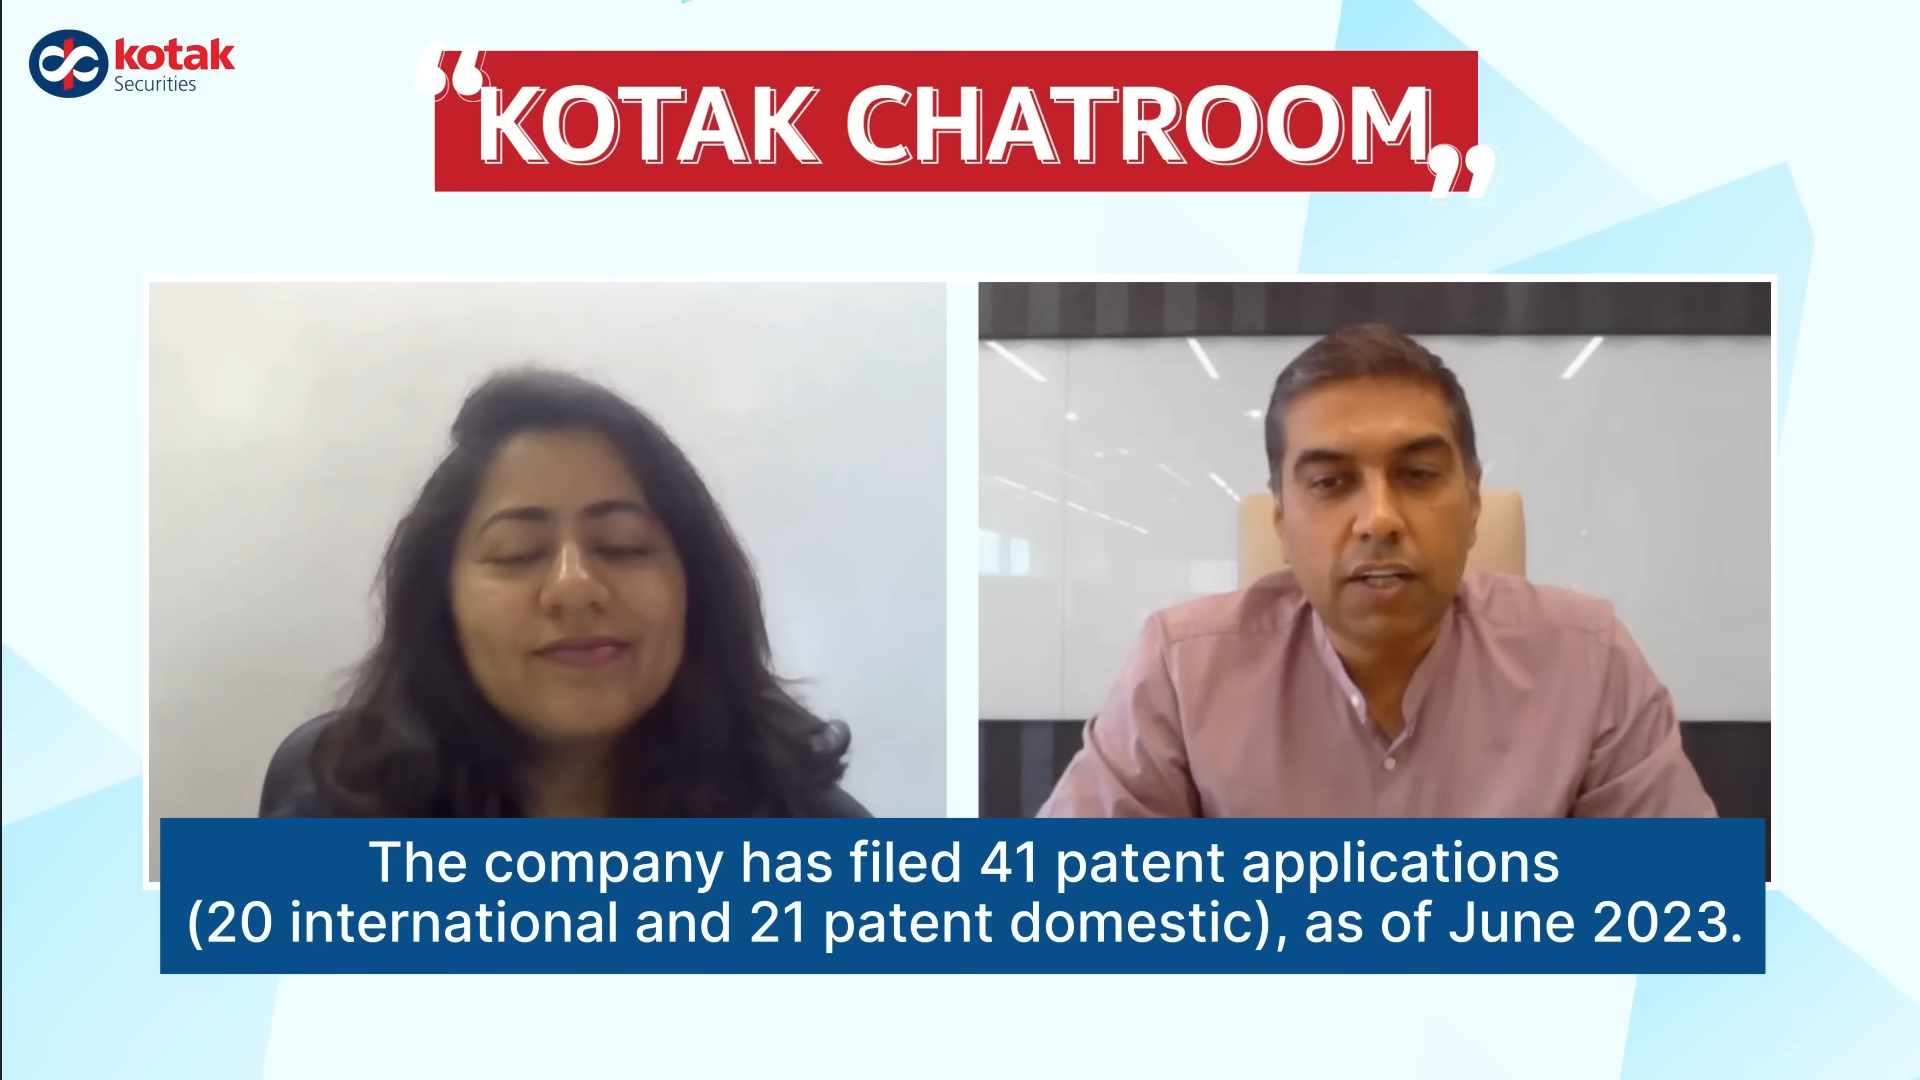 kotak
Securities
“KOTAK CHATROOM”
The company has filed 41 patent applications
(20 international and 21 patent domestic), as of June 2023.